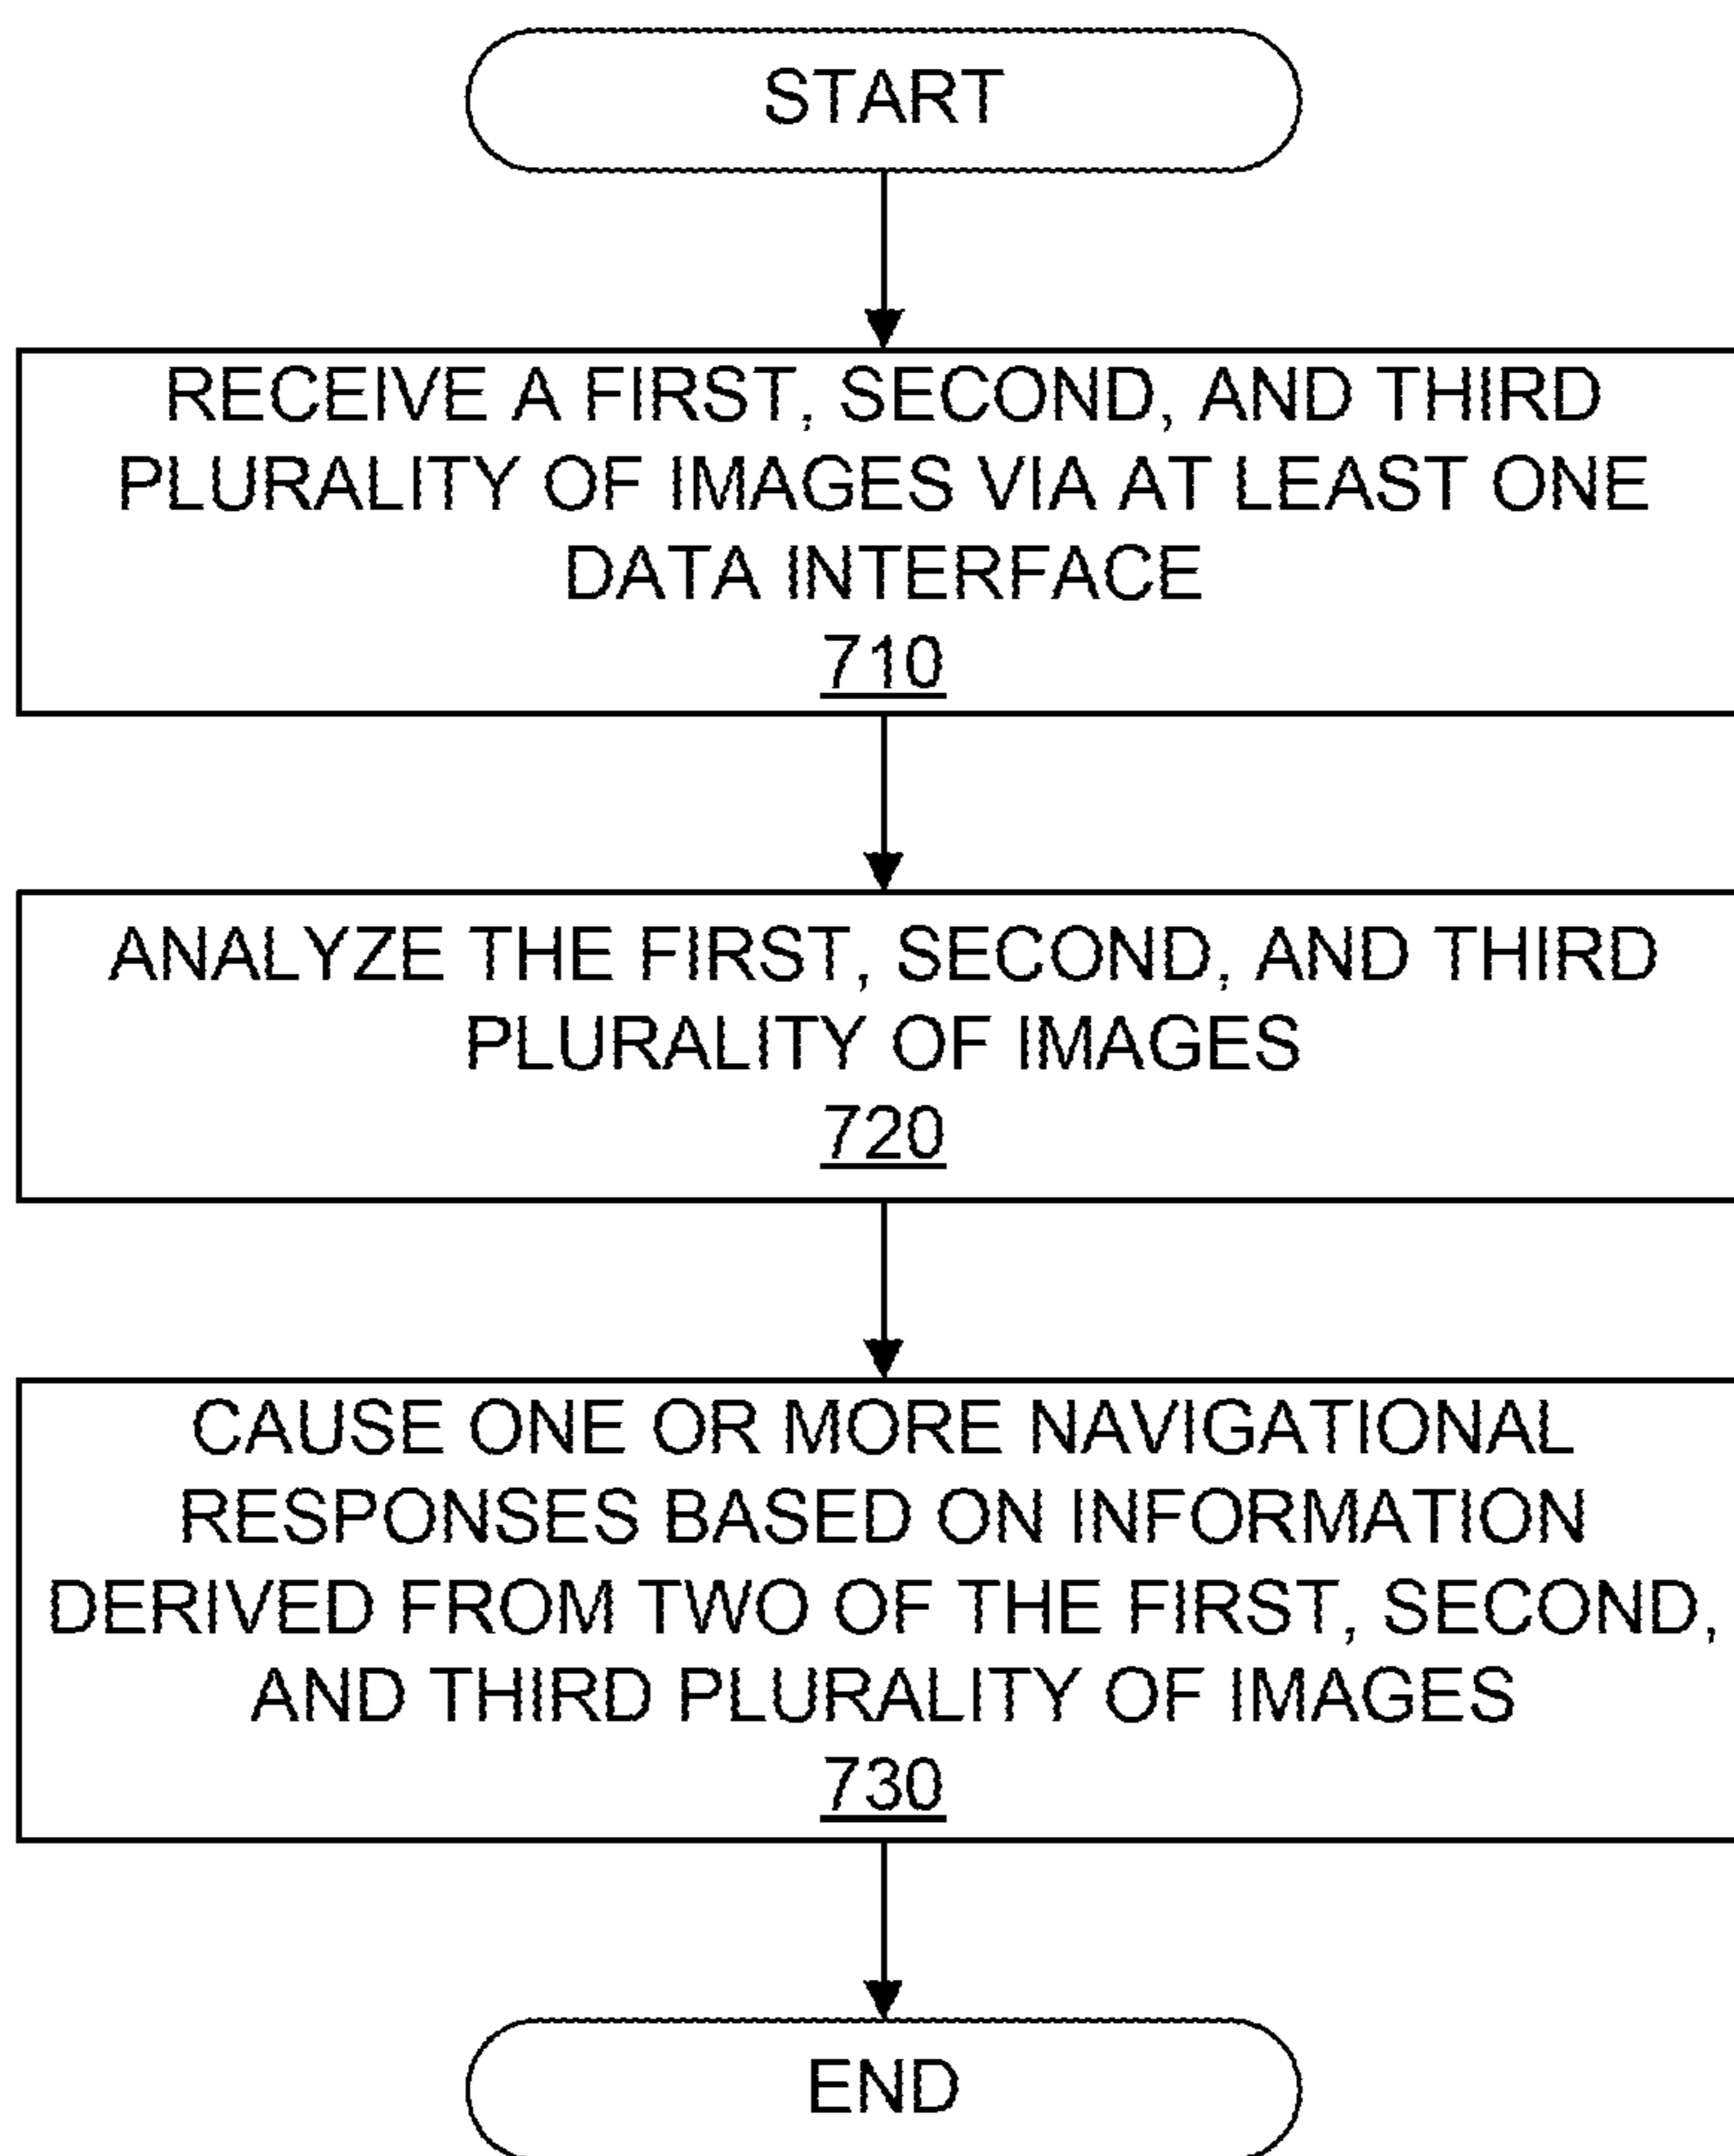 START
RECEIVE A FIRST, SECOND, AND THIRD
PLURALITY OF IMAGES VIA AT LEAST ONE
DATA INTERFACE
710
ANALYZE THE FIRST, SECOND, AND THIRD
PLURALITY OF IMAGES
720
CAUSE ONE OR MORE NAVIGATIONAL
RESPONSES BASED ON INFORMATION
DERIVED FROM TWO OF THE FIRST, SECOND,
AND THIRD PLURALITY OF IMAGES
730
END